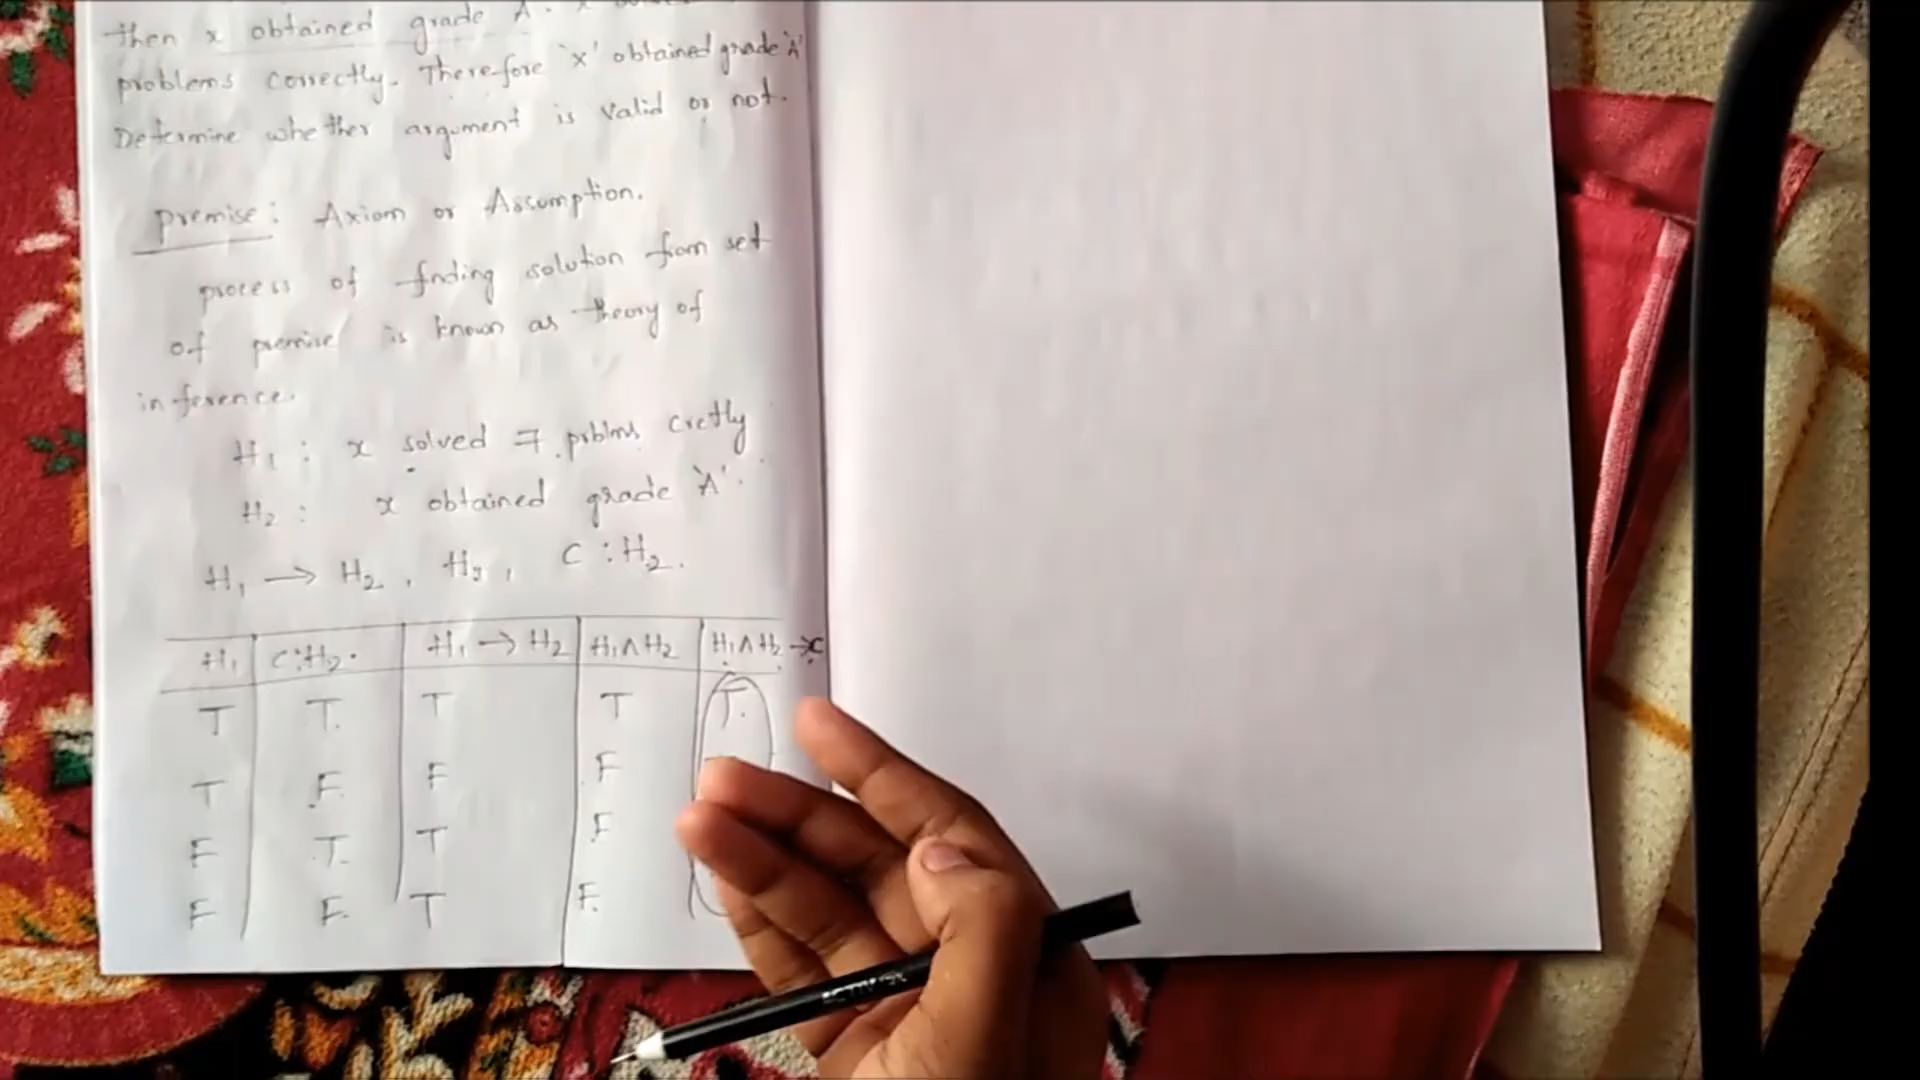 then x obtained grade A. x
problems correctly. Therefore 'x' obtained grade 'A'
Determine whether argument is valid or not.
premise: Axiom or Assumption.
process of fnding solution from set
of premise is known as theory of
inference.
H1 : x solved 7 prblms crctly
H2 : x obtained grade 'A'.
H1 → H2, H1, C : H2.
H1 C:H2. H1 → H2 H1∧H2 H1∧H2 → C
T T. T T T.
T F. F F
F T. T F
F F. T F.